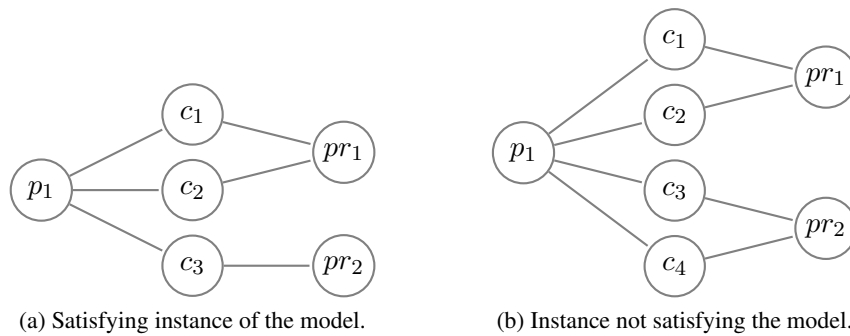 p₁
c₁
c₂
c₃
pr₁
pr₂
(a) Satisfying instance of the model.
p₁
c₁
c₂
c₃
c₄
pr₁
pr₂
(b) Instance not satisfying the model.